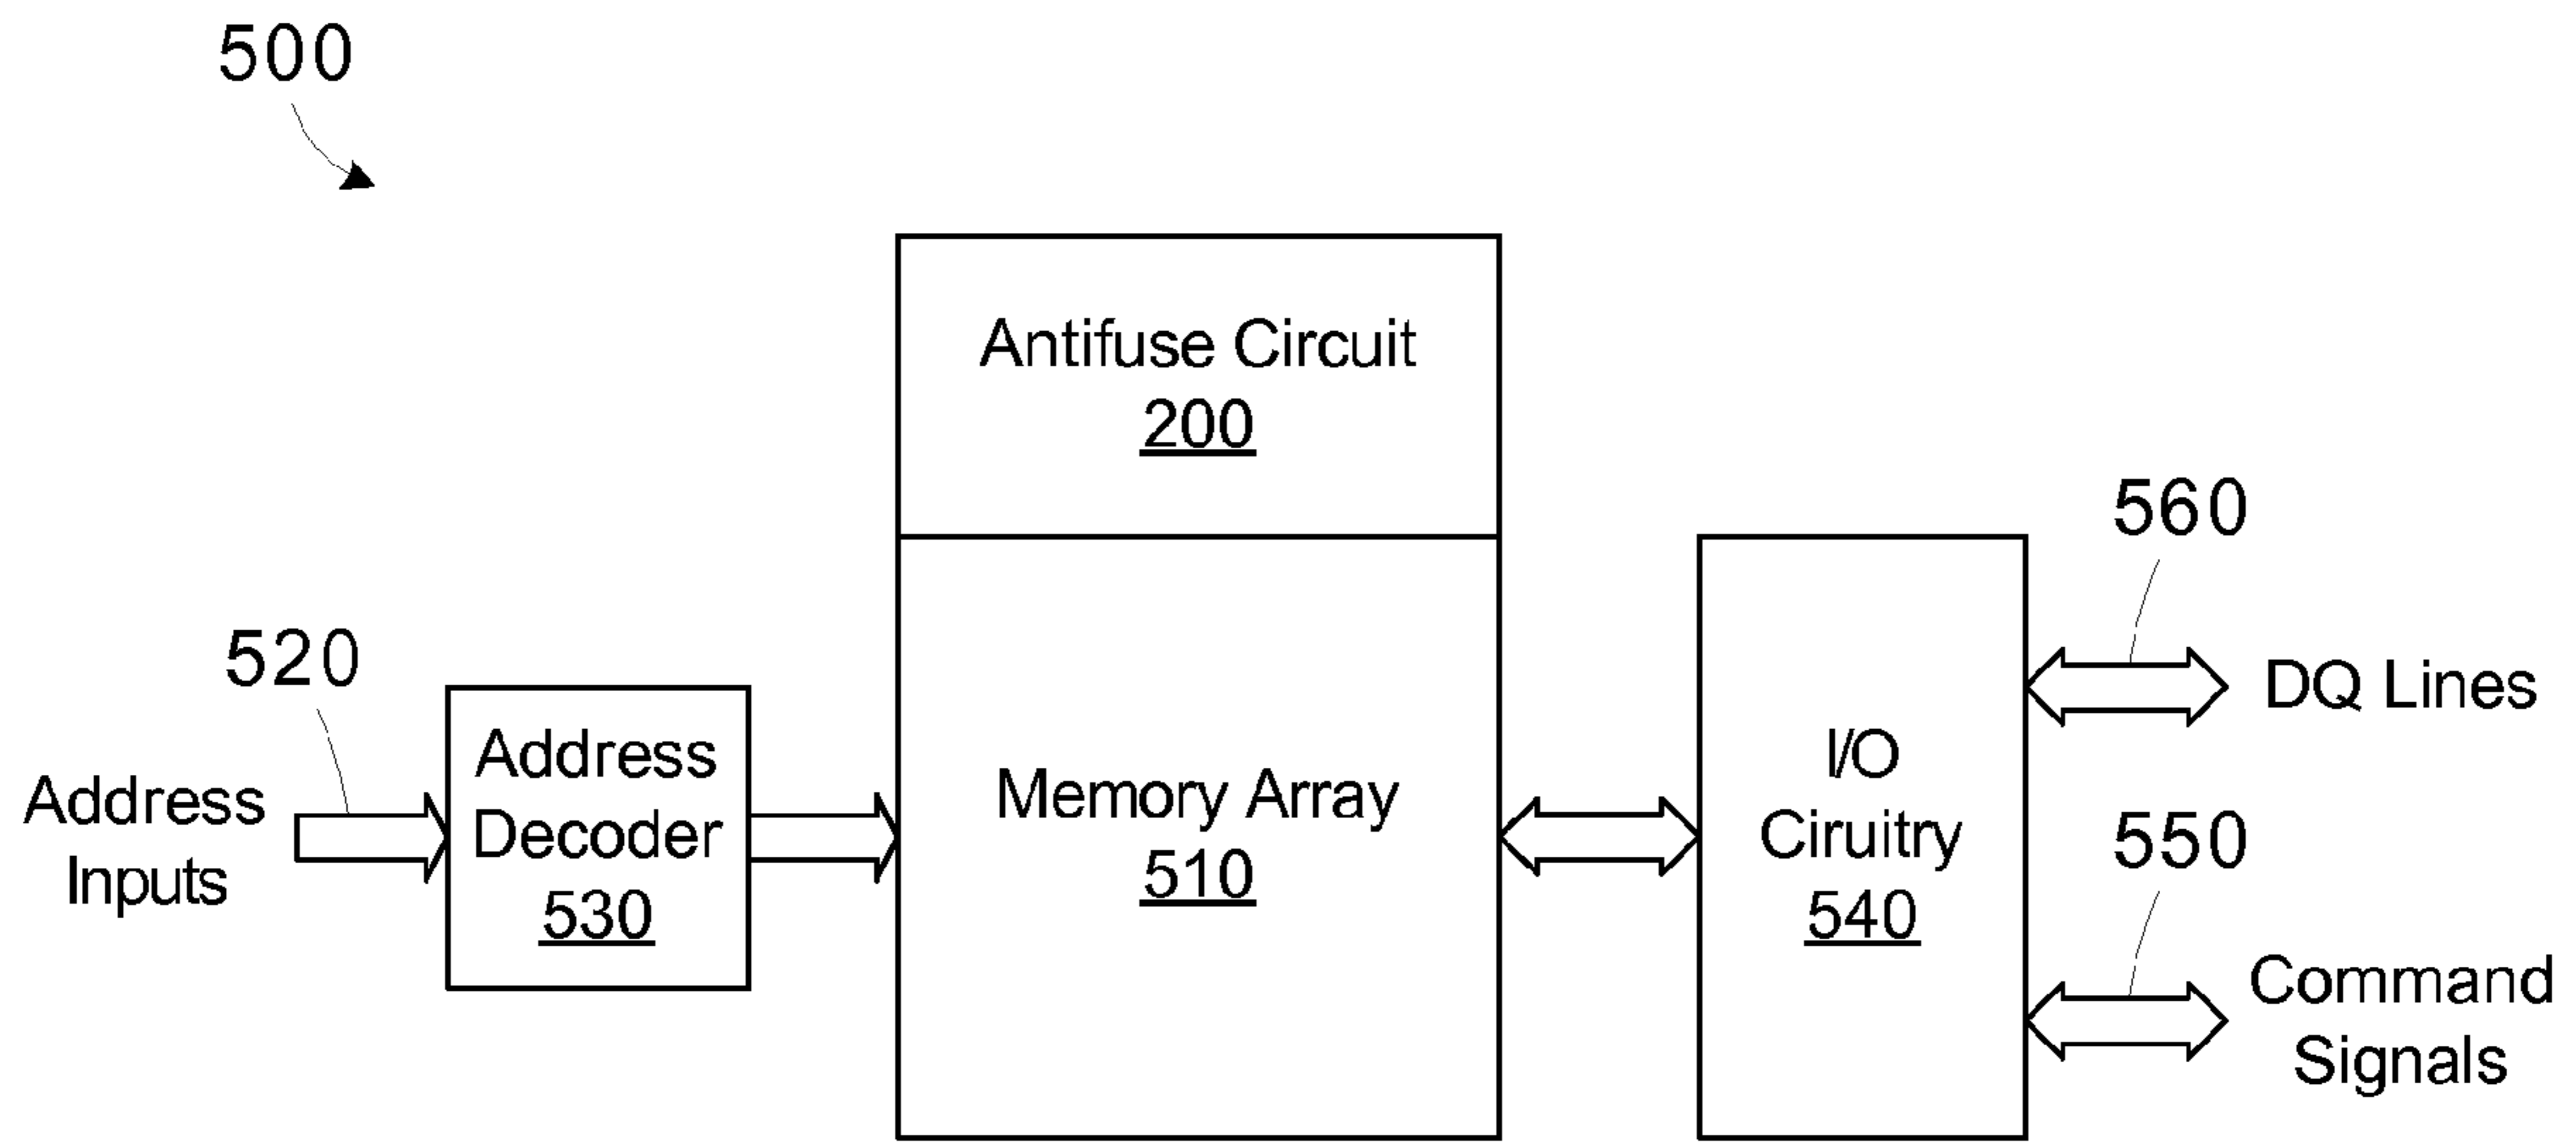 500
Antifuse Circuit
200
560
520
DQ Lines
Address
Decoder
530
Address
Inputs
Memory Array
510
I/O
Ciruitry
540
550
Command
Signals